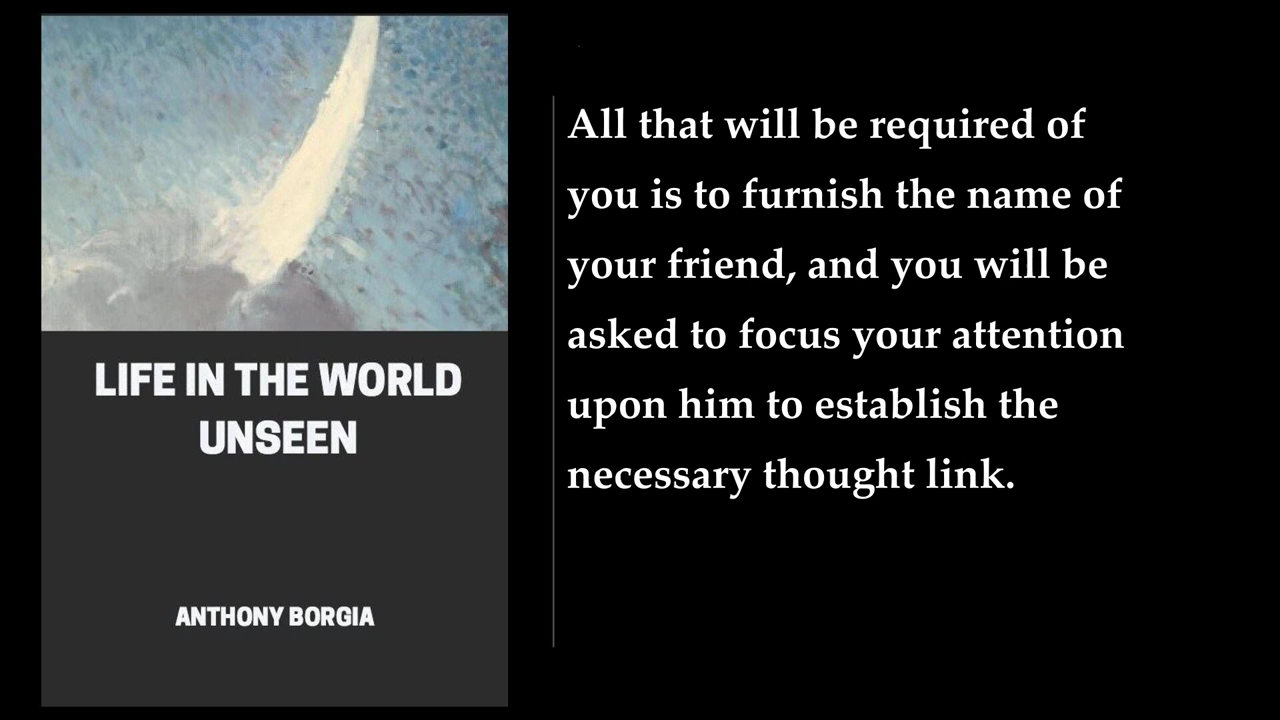 LIFE IN THE WORLD
UNSEEN
ANTHONY BORGIA
All that will be required of
you is to furnish the name of
your friend, and you will be
asked to focus your attention
upon him to establish the
necessary thought link.